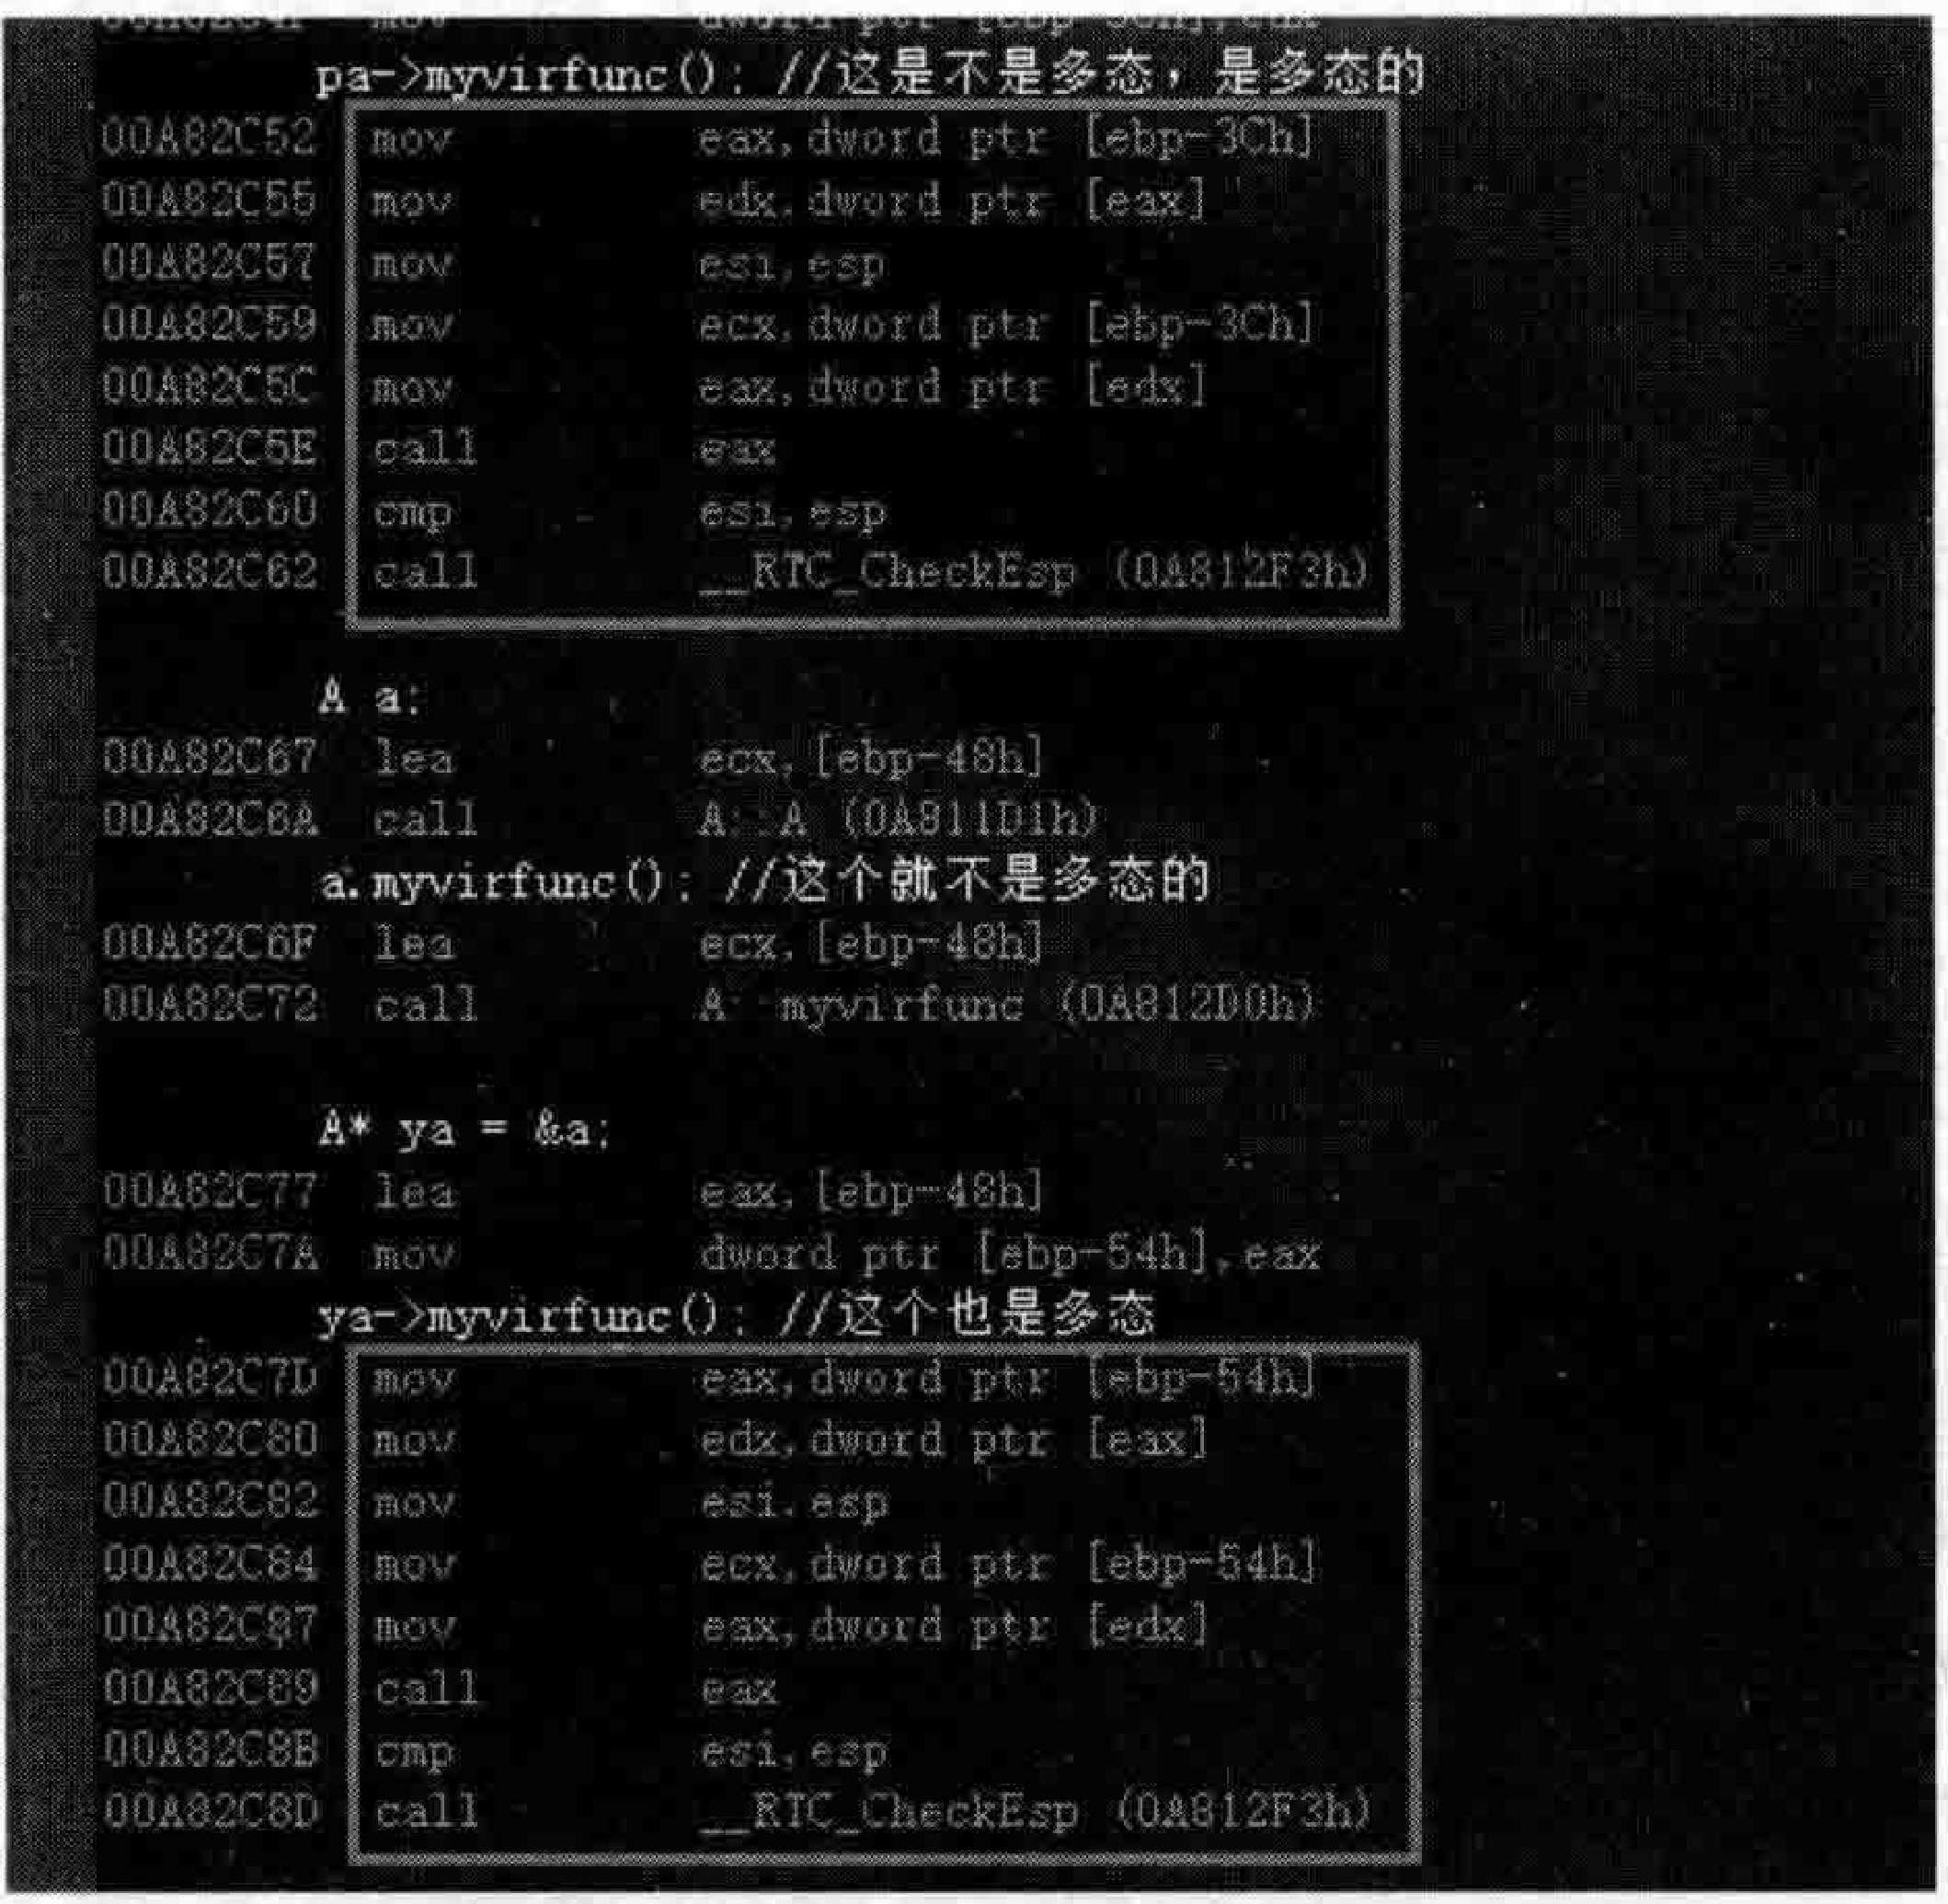 pa->myvirfunc(); //这是不是多态，是多态的
00A82C52 mov eax,dword ptr [ebp-3Ch]
00A82C55 mov edx,dword ptr [eax]
00A82C57 mov esi,esp
00A82C59 mov ecx,dword ptr [ebp-3Ch]
00A82C5C mov eax,dword ptr [edx]
00A82C5E call eax
00A82C60 cmp esi,esp
00A82C62 call __RTC_CheckEsp (0A812F3h)
A a;
00A82C67 lea ecx,[ebp-48h]
00A82C6A call A::A (0A811D1h)
a.myvirfunc(); //这个就不是多态的
00A82C6F lea ecx,[ebp-48h]
00A82C72 call A::myvirfunc (0A812D0h)
A* ya = &a;
00A82C77 lea eax,[ebp-48h]
00A82C7A mov dword ptr [ebp-54h],eax
ya->myvirfunc(); //这个也是多态
00A82C7D mov eax,dword ptr [ebp-54h]
00A82C80 mov edx,dword ptr [eax]
00A82C82 mov esi,esp
00A82C84 mov ecx,dword ptr [ebp-54h]
00A82C87 mov eax,dword ptr [edx]
00A82C89 call eax
00A82C8B cmp esi,esp
00A82C8D call __RTC_CheckEsp (0A812F3h)